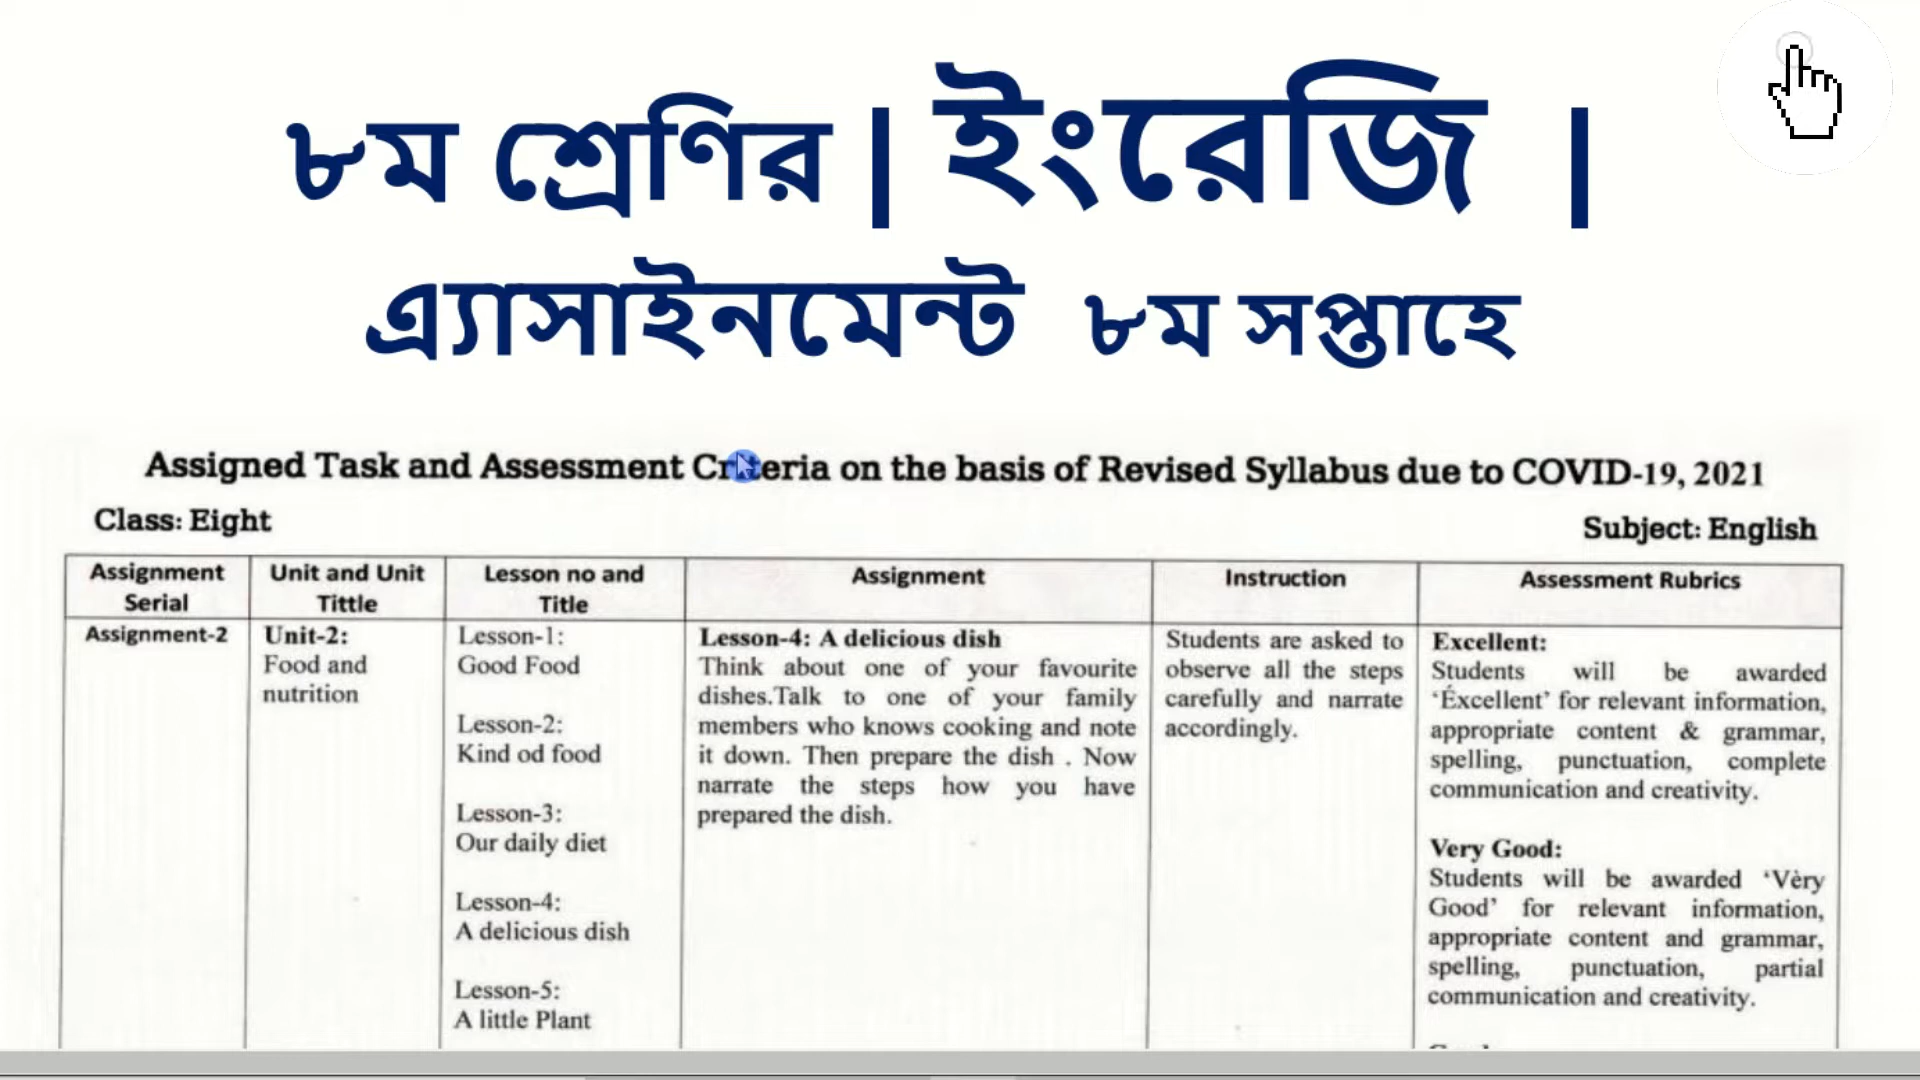 ৮ম শ্রেণির | ইংরেজি |
এ্যাসাইনমেন্ট ৮ম সপ্তাহে
Assigned Task and Assessment Criteria on the basis of Revised Syllabus due to COVID-19, 2021
Class: Eight
Subject: English
Assignment
Serial
Unit and Unit
Tittle
Lesson no and
Title
Assignment
Instruction
Assessment Rubrics
Assignment-2
Unit-2:
Food and
nutrition
Lesson-1:
Good Food
Lesson-2:
Kind od food
Lesson-3:
Our daily diet
Lesson-4:
A delicious dish
Lesson-5:
A little Plant
Lesson-4: A delicious dish
Think about one of your favourite
dishes.Talk to one of your family
members who knows cooking and note
it down. Then prepare the dish . Now
narrate the steps how you have
prepared the dish.
Students are asked to
observe all the steps
carefully and narrate
accordingly.
Excellent:
Students will be awarded
‘Éxcellent’ for relevant information,
appropriate content & grammar,
spelling, punctuation, complete
communication and creativity.
Very Good:
Students will be awarded ‘Vèry
Good’ for relevant information,
appropriate content and grammar,
spelling, punctuation, partial
communication and creativity.